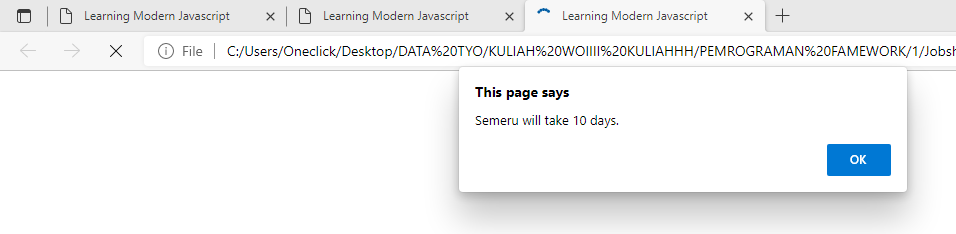 Learning Modern Javascript
Learning Modern Javascript
Learning Modern Javascript
File
C:/Users/Oneclick/Desktop/DATA%20TYO/KULIAH%20WOIIII%20KULIAHHH/PEMROGRAMAN%20FAMEWORK/1/Jobsh
This page says
Semeru will take 10 days.
OK